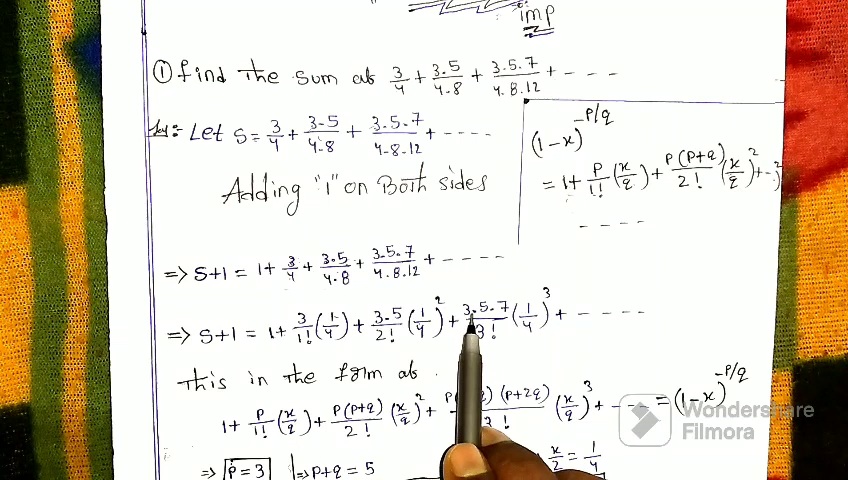 imp
① Find The Sum of 3/4 + 3.5/4.8 + 3.5.7/4.8.12 + ----
Sol:- Let S = 3/4 + 3-5/4-8 + 3-5-7/4-8-12 + ----
Adding "1" on Both sides
(1-x)^-P/q
= 1 + P/1! (x/q) + P(P+q)/2! (x/q)^2 + --
----
=> S+1 = 1 + 3/4 + 3.5/4.8 + 3.5.7/4.8.12 + -----
=> S+1 = 1 + 3/1! (1/4) + 3.5/2! (1/4)^2 + 3.5.7/3! (1/4)^3 + -----
This in the form of
1 + P/1! (x/q) + P(P+q)/2! (x/q)^2 + (P+2q)/3! (x/q)^3 + --- = (1-x)^-P/q
=> P=3 => P+q = 5 x/2 = 1/4
Wondershare
Filmora